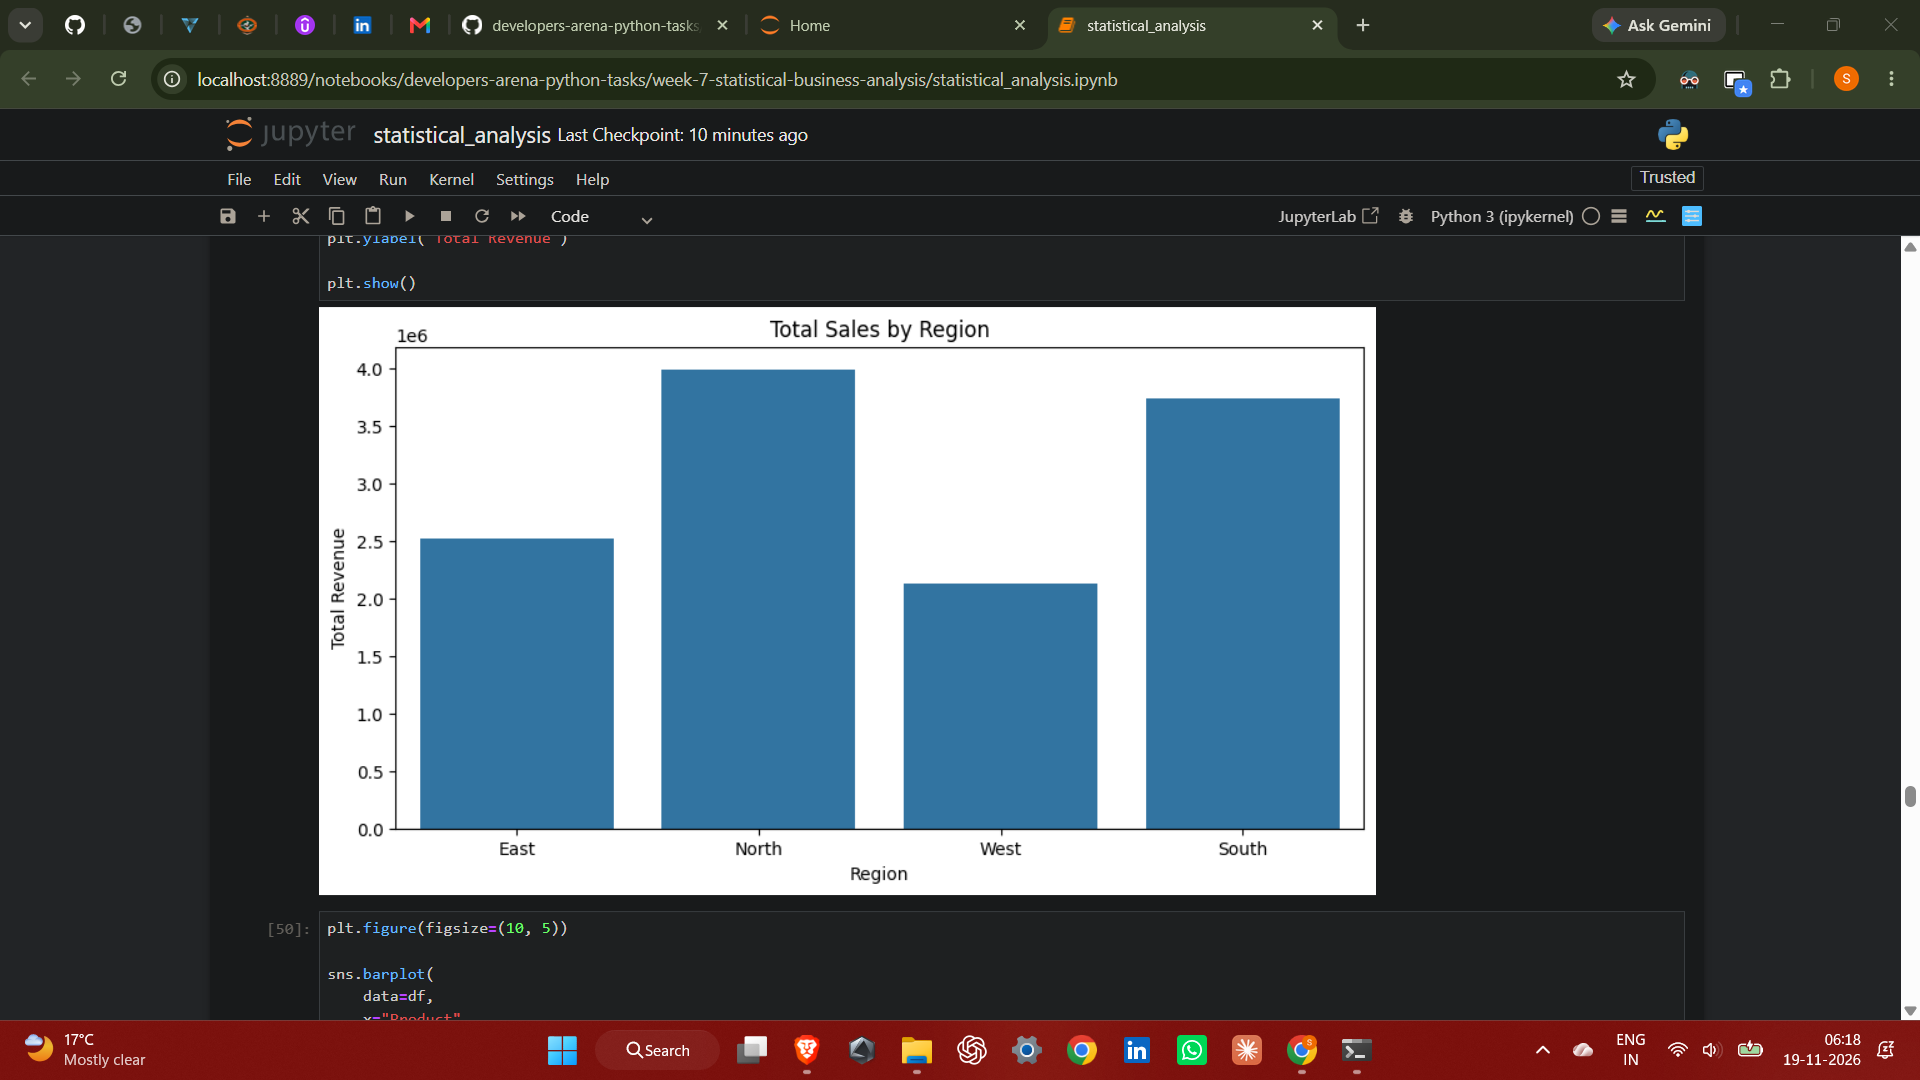 developers-arena-python-tasks
Home
statistical_analysis
Ask Gemini
localhost:8889/notebooks/developers-arena-python-tasks/week-7-statistical-business-analysis/statistical_analysis.ipynb
S
jupyter
statistical_analysis Last Checkpoint: 10 minutes ago
File Edit View Run Kernel Settings Help
Trusted
Code
JupyterLab
Python 3 (ipykernel)
plt.ylabel("Total Revenue")
plt.show()
Total Sales by Region
1e6
4.0
3.5
3.0
2.5
2.0
1.5
1.0
0.5
0.0
Total Revenue
East North West South
Region
[50]:
plt.figure(figsize=(10, 5))
sns.barplot(
data=df,
x="Product"
17°C
Mostly clear
Search
ENG
IN
06:18
19-11-2026